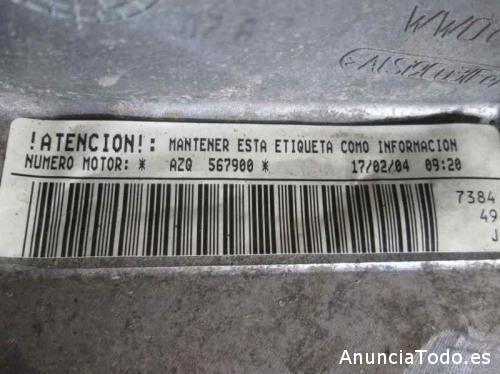 !ATENCION!: MANTENER ESTA ETIQUETA COMO INFORMACION
NUMERO MOTOR: * AZQ 567900 * 17/02/04 09:20
7384
49
J
AnunciaTodo.es